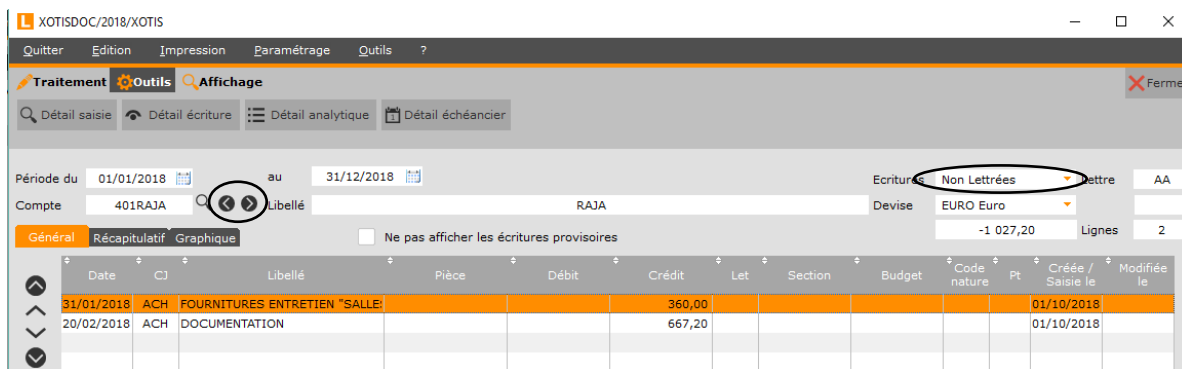 L XOTISDOC/2018/XOTIS
Quitter Edition Impression Paramétrage Outils ?
Traitement Outils Affichage Ferme
Détail saisie Détail écriture Détail analytique Détail échéancier
Période du 01/01/2018 au 31/12/2018 Ecritures Non Lettrées Lettre AA
Compte 401RAJA Libellé RAJA Devise EURO Euro
Général Récapitulatif Graphique Ne pas afficher les écritures provisoires -1 027,20 Lignes 2
Date CJ Libellé Pièce Débit Crédit Let Section Budget Code nature Pt Créée / Saisie le Modifiée le
31/01/2018 ACH FOURNITURES ENTRETIEN "SALLE: 360,00 01/10/2018
20/02/2018 ACH DOCUMENTATION 667,20 01/10/2018